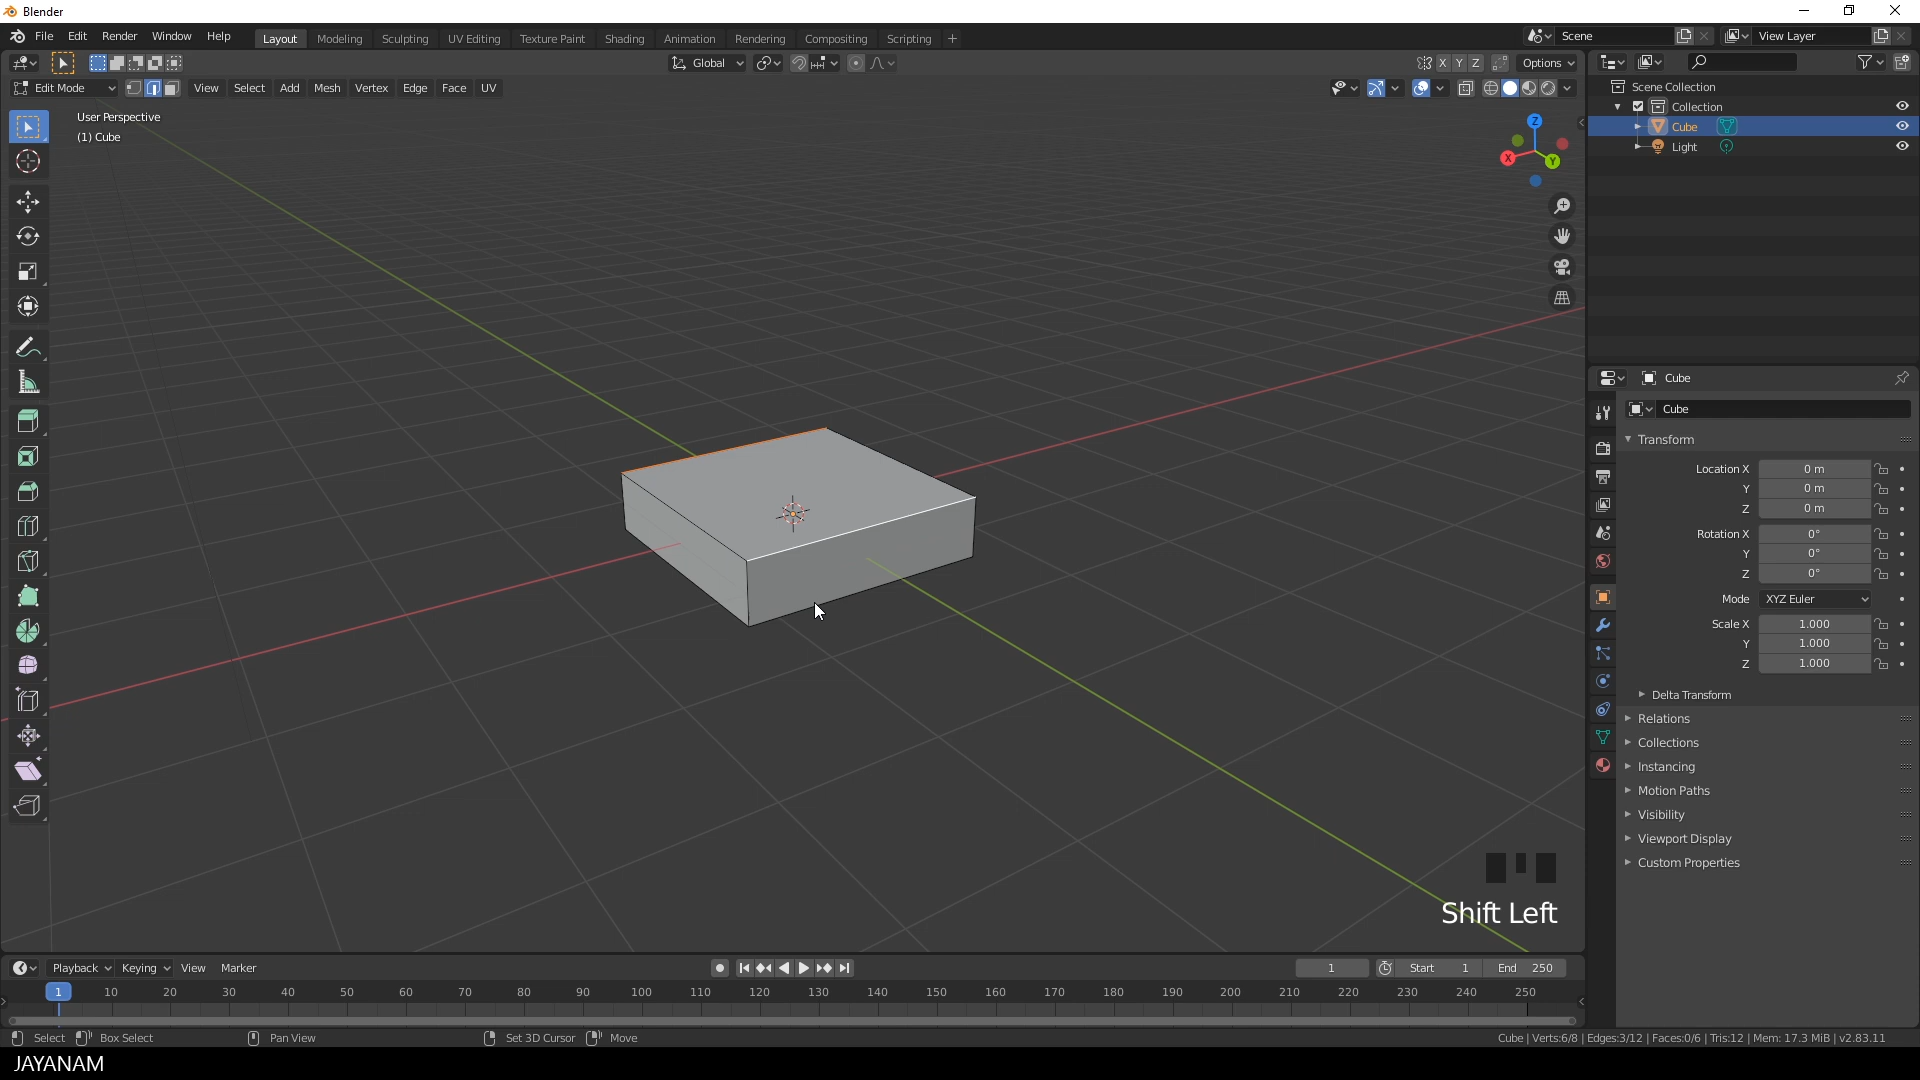 Blender
File Edit Render Window Help
Layout Modeling Sculpting UV Editing Texture Paint Shading Animation Rendering Compositing Scripting +
Scene View Layer
Global X Y Z Options
Edit Mode View Select Add Mesh Vertex Edge Face UV
User Perspective
(1) Cube
Z
X
Y
Scene Collection
Collection
Cube
Light
Cube
Cube
Transform
Location X 0 m
Y 0 m
Z 0 m
Rotation X 0°
Y 0°
Z 0°
Mode XYZ Euler
Scale X 1.000
Y 1.000
Z 1.000
Delta Transform
Relations
Collections
Instancing
Motion Paths
Visibility
Viewport Display
Custom Properties
Shift Left
Playback Keying View Marker 1 Start 1 End 250
1 10 20 30 40 50 60 70 80 90 100 110 120 130 140 150 160 170 180 190 200 210 220 230 240 250
Select Box Select Pan View Set 3D Cursor Move Cube | Verts:6/8 | Edges:3/12 | Faces:0/6 | Tris:12 | Mem: 17.3 MiB | v2.83.11
JAYANAM